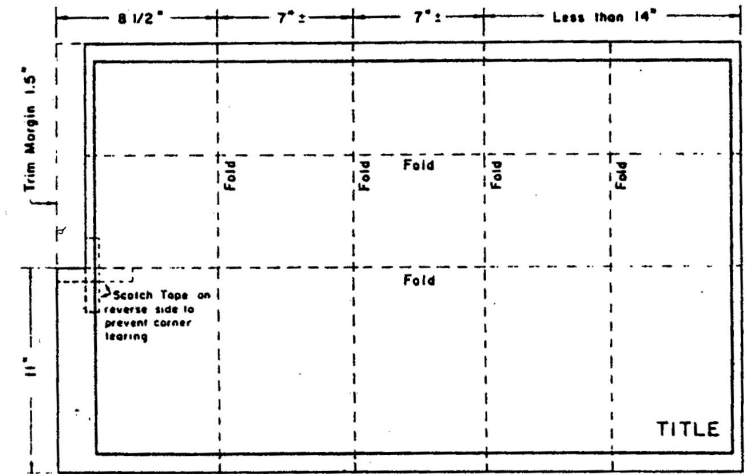 8 1/2" 7" ± 7" ± Less than 14"
Trim Margin 1.5"
Fold Fold Fold Fold Fold
Fold
Scotch Tape on
reverse side to
prevent corner
tearing
11"
TITLE